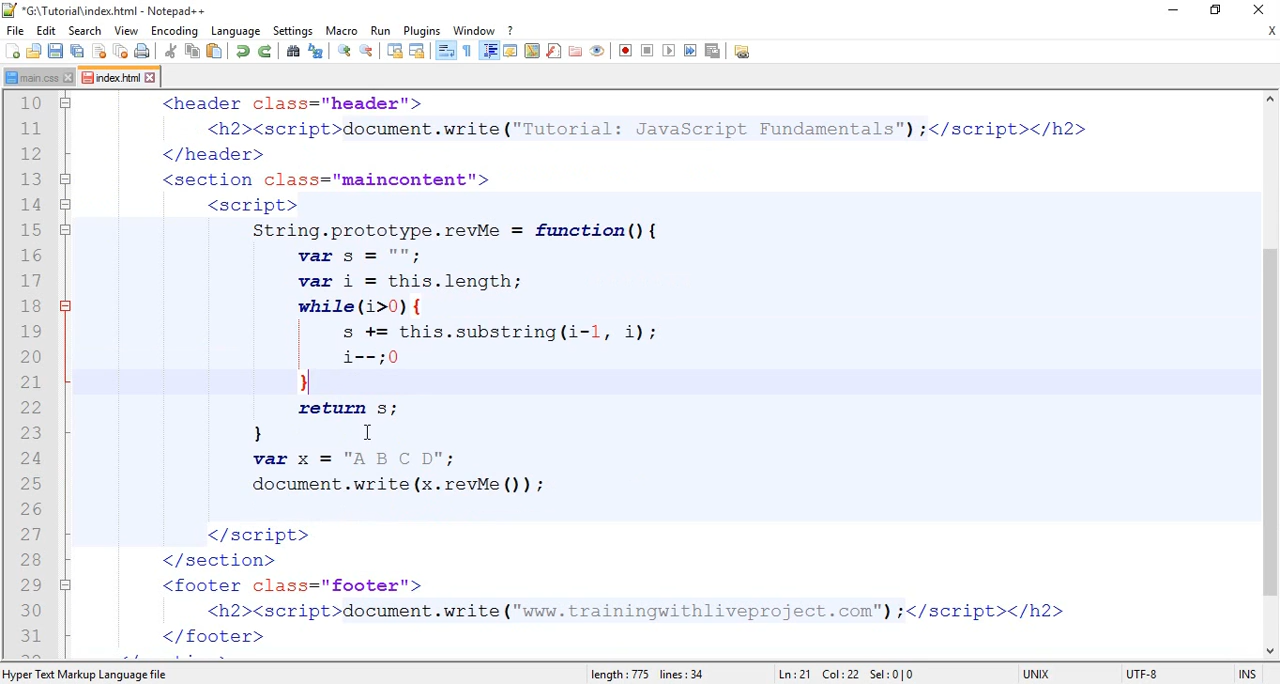 *G:\Tutorial\index.html - Notepad++
File Edit Search View Encoding Language Settings Macro Run Plugins Window ? X
main.css index.html
10 <header class="header">
11 <h2><script>document.write("Tutorial: JavaScript Fundamentals");</script></h2>
12 </header>
13 <section class="maincontent">
14 <script>
15 String.prototype.revMe = function(){
16 var s = "";
17 var i = this.length;
18 while(i>0){
19 s += this.substring(i-1, i);
20 i--;0
21 }
22 return s;
23 }
24 var x = "A B C D";
25 document.write(x.revMe());
26
27 </script>
28 </section>
29 <footer class="footer">
30 <h2><script>document.write("www.trainingwithliveproject.com");</script></h2>
31 </footer>
Hyper Text Markup Language file length : 775 lines : 34 Ln : 21 Col : 22 Sel : 0 | 0 UNIX UTF-8 INS